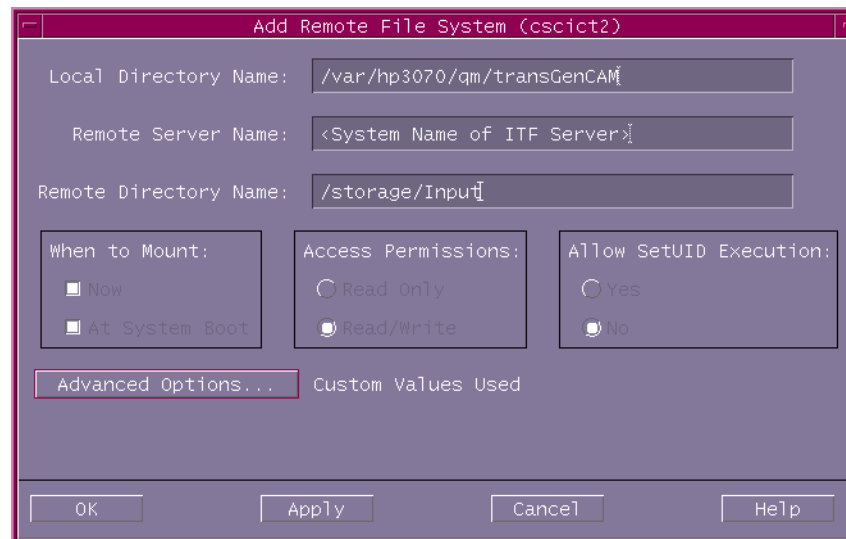 Add Remote File System (cscict2)
Local Directory Name: /var/hp3070/qm/transGenCAM
Remote Server Name: <System Name of ITF Server>
Remote Directory Name: /storage/Input
When to Mount: Access Permissions: Allow SetUID Execution:
Now Read Only Yes
At System Boot Read/Write No
Advanced Options... Custom Values Used
OK Apply Cancel Help